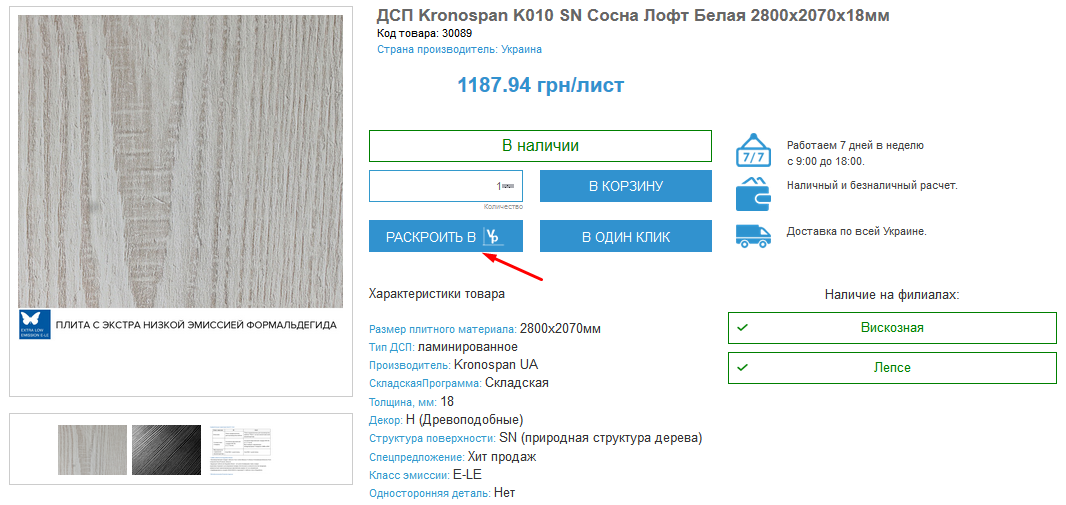 ДСП Kronospan K010 SN Сосна Лофт Белая 2800х2070х18мм
Код товара: 30089
Страна производитель: Украина
1187.94 грн/лист
В наличии
1
Количество
В КОРЗИНУ
РАСКРОИТЬ В
В ОДИН КЛИК
7/7
Работаем 7 дней в неделю
с 9:00 до 18:00.
Наличный и безналичный расчет.
Доставка по всей Украине.
EXTRA LOW
EMISSION E-LE
ПЛИТА С ЭКСТРА НИЗКОЙ ЭМИССИЕЙ ФОРМАЛЬДЕГИДА
Характеристики товара
Размер плитного материала: 2800х2070мм
Тип ДСП: ламинированное
Производитель: Kronospan UA
СкладскаяПрограмма: Складская
Толщина, мм: 18
Декор: H (Древоподобные)
Структура поверхности: SN (природная структура дерева)
Спецпредложение: Хит продаж
Класс эмиссии: E-LE
Односторонняя деталь: Нет
Наличие на филиалах:
Вискозная
Лепсе